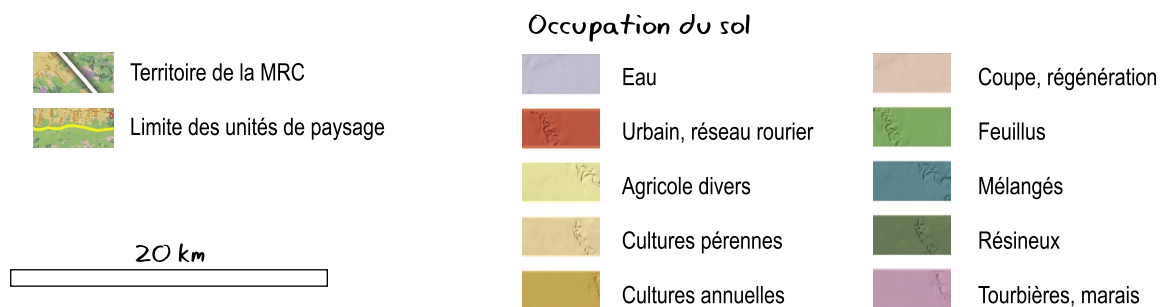 Occupation du sol
Territoire de la MRC
Limite des unités de paysage
20 km
Eau
Urbain, réseau rourier
Agricole divers
Cultures pérennes
Cultures annuelles
Coupe, régénération
Feuillus
Mélangés
Résineux
Tourbières, marais